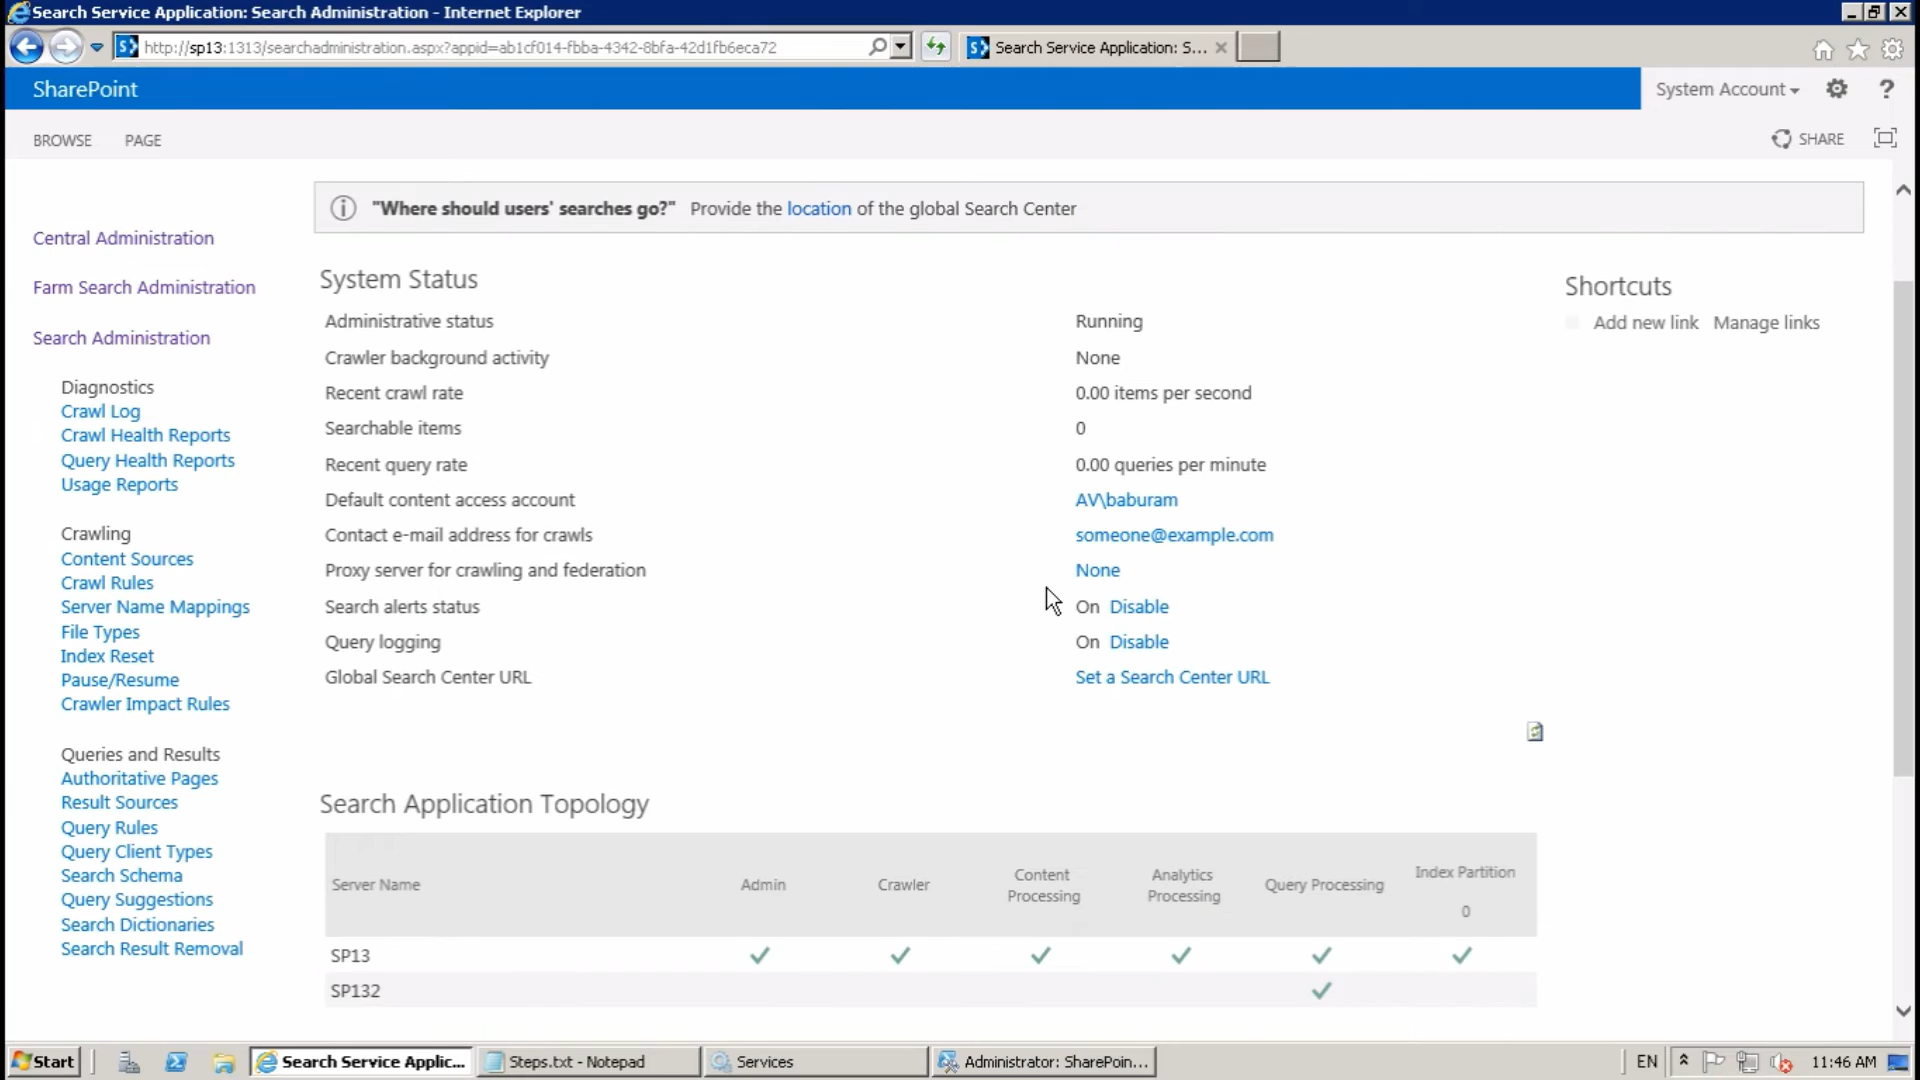 Search Service Application: Search Administration - Internet Explorer
http://sp13:1313/searchadministration.aspx?appid=ab1cf014-fbba-4342-8bfa-42d1fb6eca72
Search Service Application: S...
SharePoint
System Account
?
BROWSE PAGE
SHARE
"Where should users' searches go?" Provide the location of the global Search Center
Central Administration
Farm Search Administration
Search Administration
Diagnostics
Crawl Log
Crawl Health Reports
Query Health Reports
Usage Reports
Crawling
Content Sources
Crawl Rules
Server Name Mappings
File Types
Index Reset
Pause/Resume
Crawler Impact Rules
Queries and Results
Authoritative Pages
Result Sources
Query Rules
Query Client Types
Search Schema
Query Suggestions
Search Dictionaries
Search Result Removal
System Status
Administrative status Running
Crawler background activity None
Recent crawl rate 0.00 items per second
Searchable items 0
Recent query rate 0.00 queries per minute
Default content access account AV\baburam
Contact e-mail address for crawls someone@example.com
Proxy server for crawling and federation None
Search alerts status On Disable
Query logging On Disable
Global Search Center URL Set a Search Center URL
Shortcuts
Add new link Manage links
Search Application Topology
Server Name Admin Crawler Content Processing Analytics Processing Query Processing Index Partition
0
SP13
SP132
Start
Search Service Applic...
Steps.txt - Notepad
Services
Administrator: SharePoin...
EN
11:46 AM